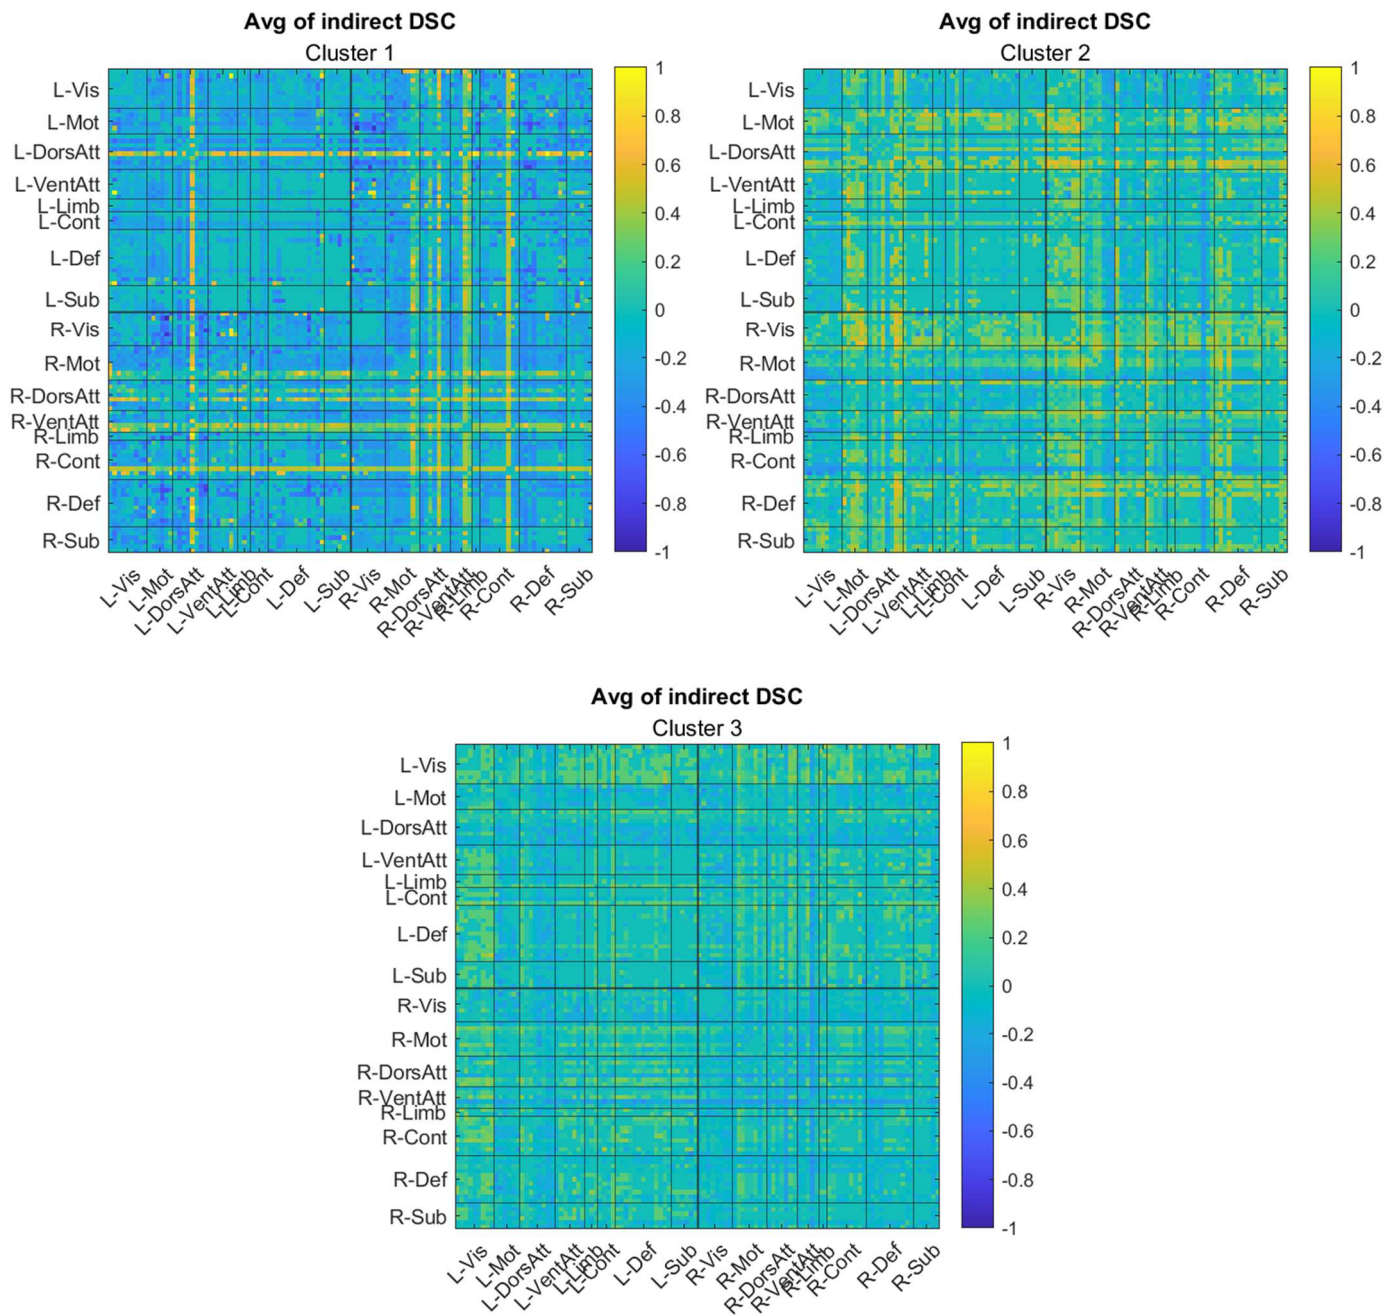 Avg of indirect DSC
Cluster 1
L-Vis
L-Mot
L-DorsAtt
L-VentAtt
L-Limb
L-Cont
L-Def
L-Sub
R-Vis
R-Mot
R-DorsAtt
R-VentAtt
R-Limb
R-Cont
R-Def
R-Sub
L-Vis
L-Mot
L-DorsAtt
L-VentAtt
L-Limb
L-Cont
L-Def
L-Sub
R-Vis
R-Mot
R-DorsAtt
R-VentAtt
R-Limb
R-Cont
R-Def
R-Sub
1
0.8
0.6
0.4
0.2
0
-0.2
-0.4
-0.6
-0.8
-1
Avg of indirect DSC
Cluster 2
L-Vis
L-Mot
L-DorsAtt
L-VentAtt
L-Limb
L-Cont
L-Def
L-Sub
R-Vis
R-Mot
R-DorsAtt
R-VentAtt
R-Limb
R-Cont
R-Def
R-Sub
L-Vis
L-Mot
L-DorsAtt
L-VentAtt
L-Limb
L-Cont
L-Def
L-Sub
R-Vis
R-Mot
R-DorsAtt
R-VentAtt
R-Limb
R-Cont
R-Def
R-Sub
1
0.8
0.6
0.4
0.2
0
-0.2
-0.4
-0.6
-0.8
-1
Avg of indirect DSC
Cluster 3
L-Vis
L-Mot
L-DorsAtt
L-VentAtt
L-Limb
L-Cont
L-Def
L-Sub
R-Vis
R-Mot
R-DorsAtt
R-VentAtt
R-Limb
R-Cont
R-Def
R-Sub
L-Vis
L-Mot
L-DorsAtt
L-VentAtt
L-Limb
L-Cont
L-Def
L-Sub
R-Vis
R-Mot
R-DorsAtt
R-VentAtt
R-Limb
R-Cont
R-Def
R-Sub
1
0.8
0.6
0.4
0.2
0
-0.2
-0.4
-0.6
-0.8
-1